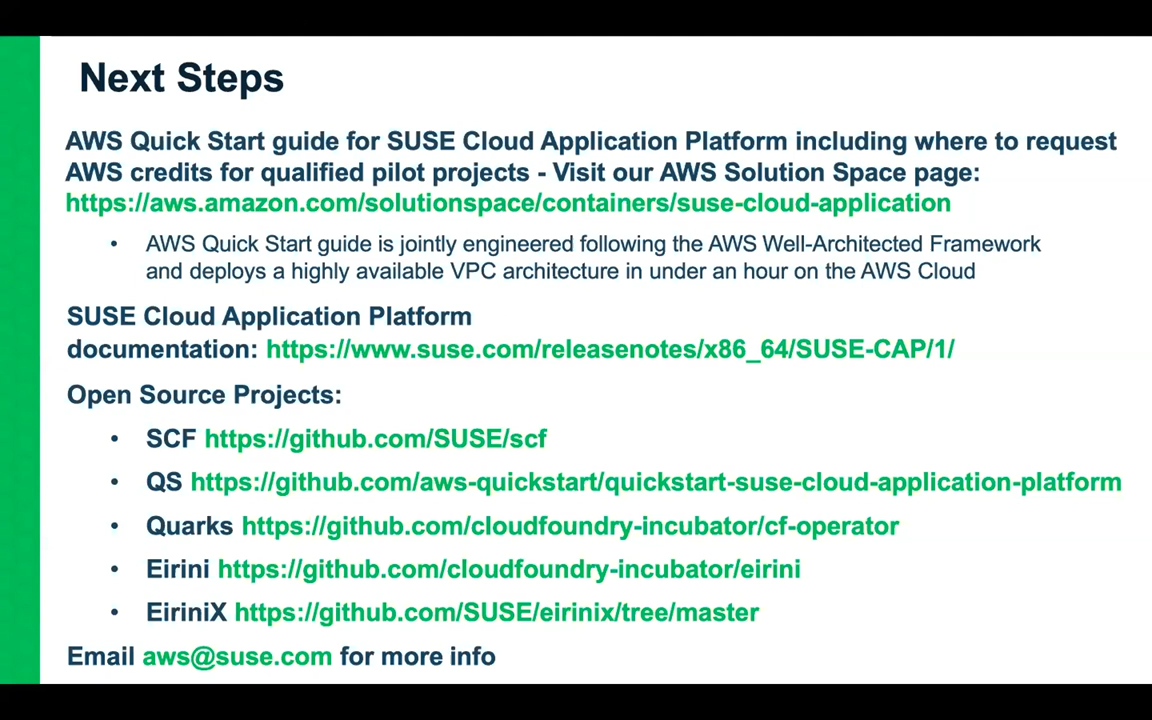 Next Steps
AWS Quick Start guide for SUSE Cloud Application Platform including where to request
AWS credits for qualified pilot projects - Visit our AWS Solution Space page:
https://aws.amazon.com/solutionspace/containers/suse-cloud-application
• AWS Quick Start guide is jointly engineered following the AWS Well-Architected Framework
and deploys a highly available VPC architecture in under an hour on the AWS Cloud
SUSE Cloud Application Platform
documentation: https://www.suse.com/releasenotes/x86_64/SUSE-CAP/1/
Open Source Projects:
• SCF https://github.com/SUSE/scf
• QS https://github.com/aws-quickstart/quickstart-suse-cloud-application-platform
• Quarks https://github.com/cloudfoundry-incubator/cf-operator
• Eirini https://github.com/cloudfoundry-incubator/eirini
• EiriniX https://github.com/SUSE/eirinix/tree/master
Email aws@suse.com for more info